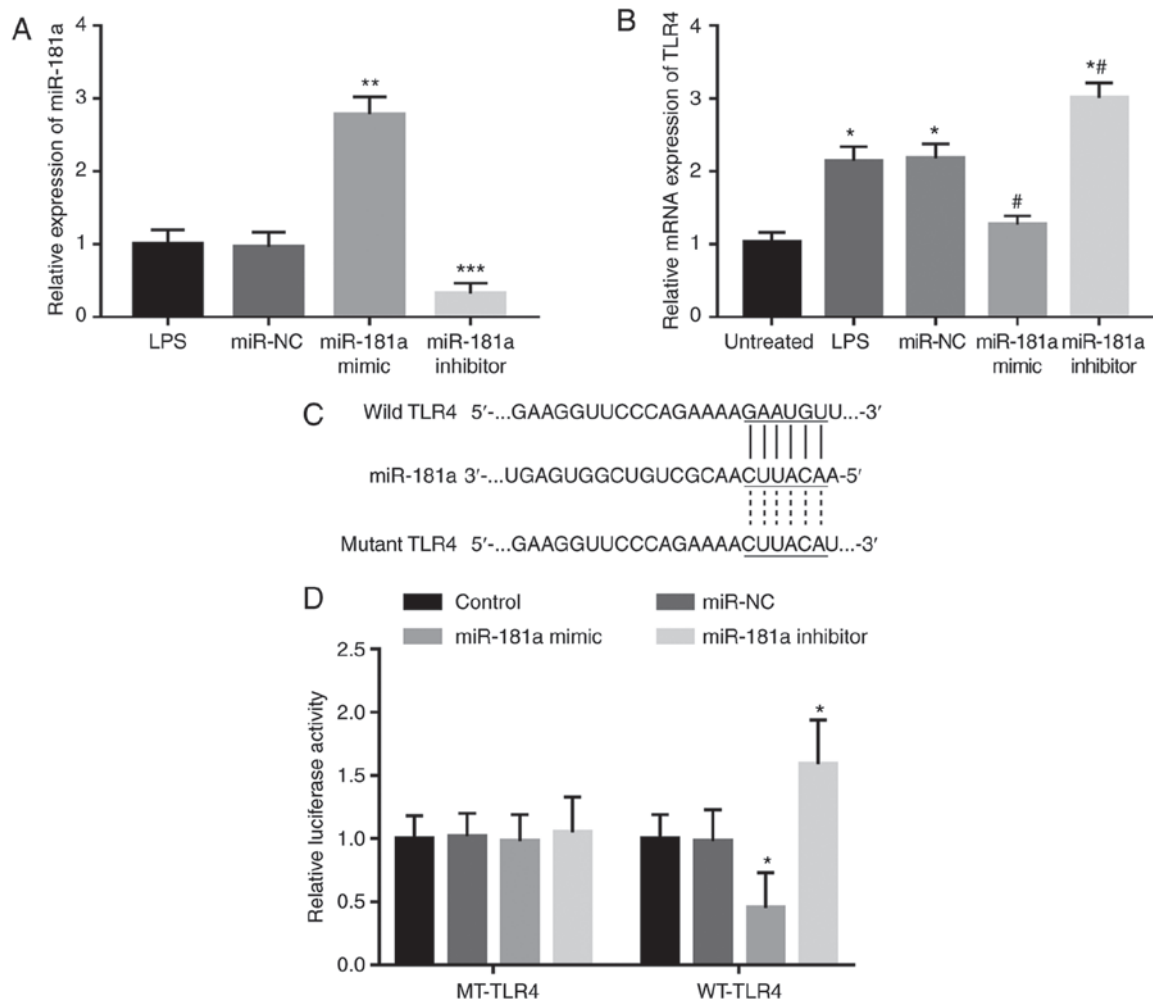 A
Relative expression of miR-181a
4
3
2
1
0
**
***
LPS
miR-NC
miR-181a mimic
miR-181a inhibitor
B
Relative mRNA expression of TLR4
4
3
2
1
0
*
*
#
*#
Untreated
LPS
miR-NC
miR-181a mimic
miR-181a inhibitor
C
Wild TLR4 5′-...GAAGGUUCCCAGAAAAGAAUGUU...-3′
miR-181a 3′-...UGAGUGGCUGUCGCAACUUACAA-5′
Mutant TLR4 5′-...GAAGGUUCCCAGAAAACUUACAU...-3′
D
Control
miR-NC
miR-181a mimic
miR-181a inhibitor
Relative luciferase activity
2.5
2.0
1.5
1.0
0.5
0.0
*
*
MT-TLR4
WT-TLR4